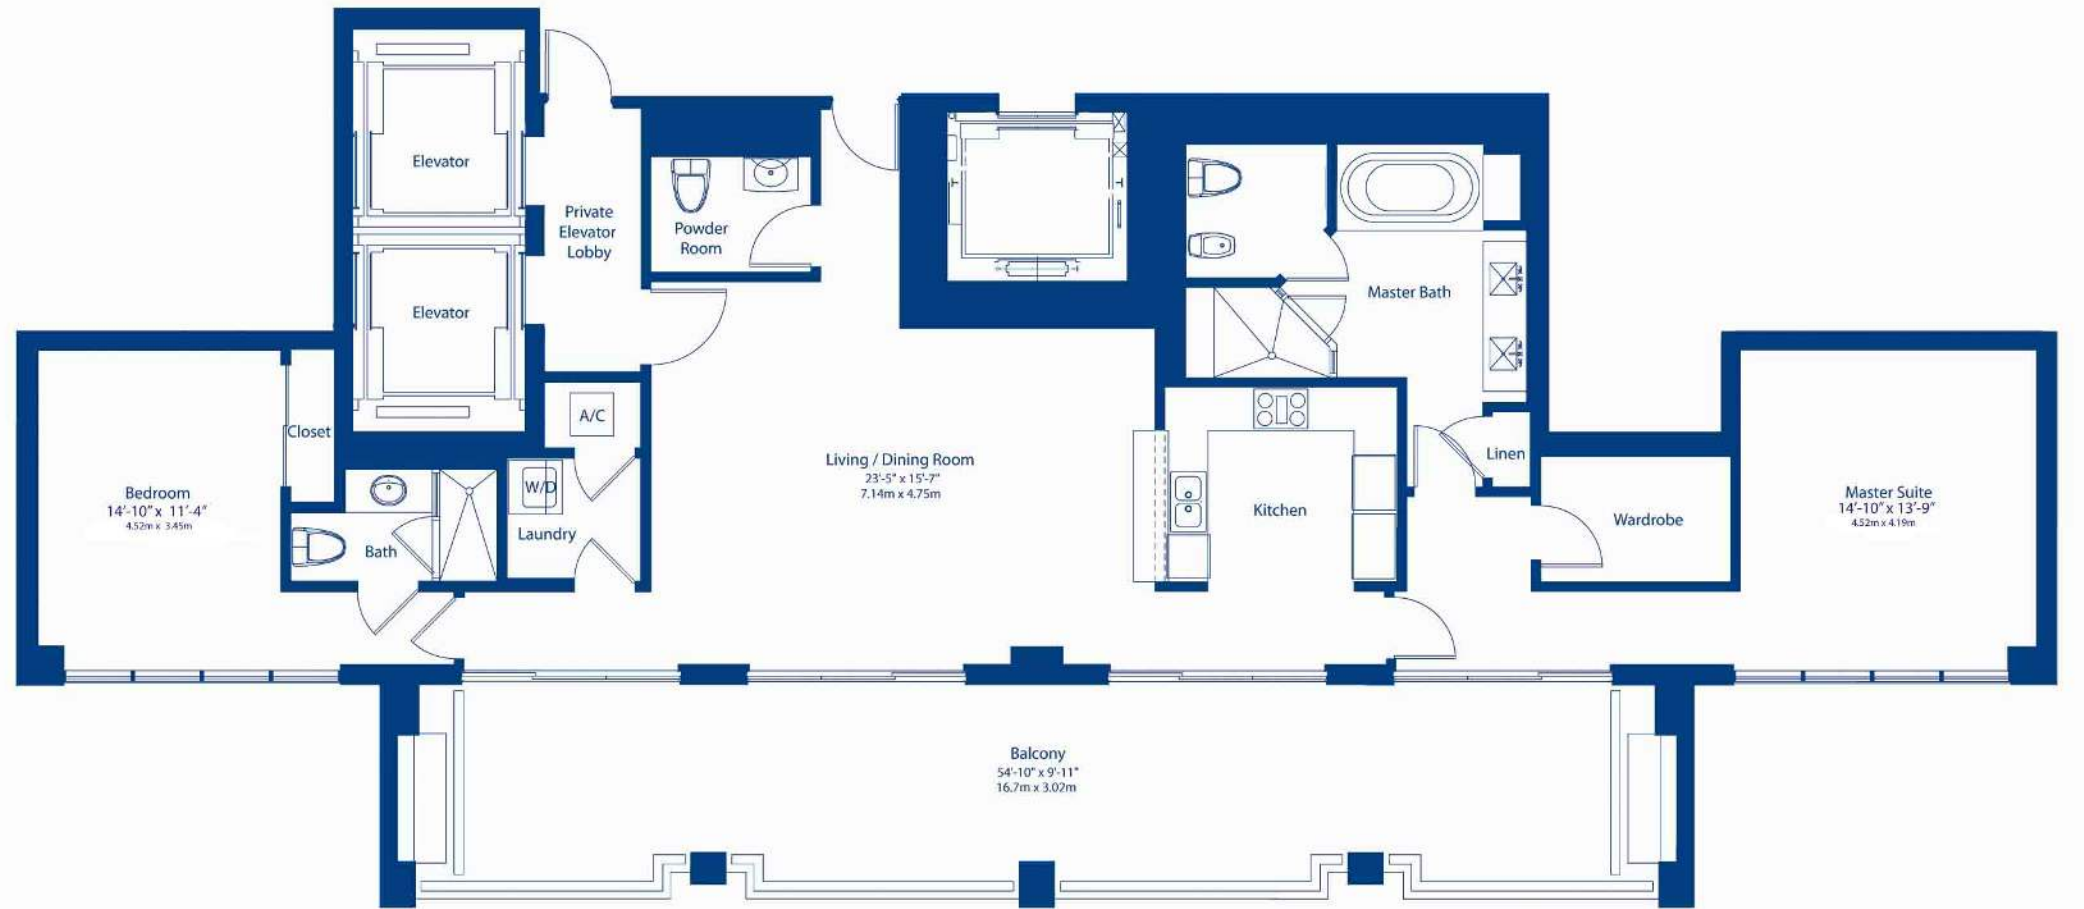 Elevator
Private
Elevator
Lobby
Powder
Room
Elevator
Master Bath
A/C
Closet
Living / Dining Room
23'-5" x 15'-7"
7.14m x 4.75m
Linen
W/D
Bedroom
14'-10" x 11'-4"
4.52m x 3.45m
Kitchen
Master Suite
14'-10" x 13'-9"
4.52m x 4.19m
Wardrobe
Laundry
Bath
Balcony
54'-10" x 9'-11"
16.7m x 3.02m